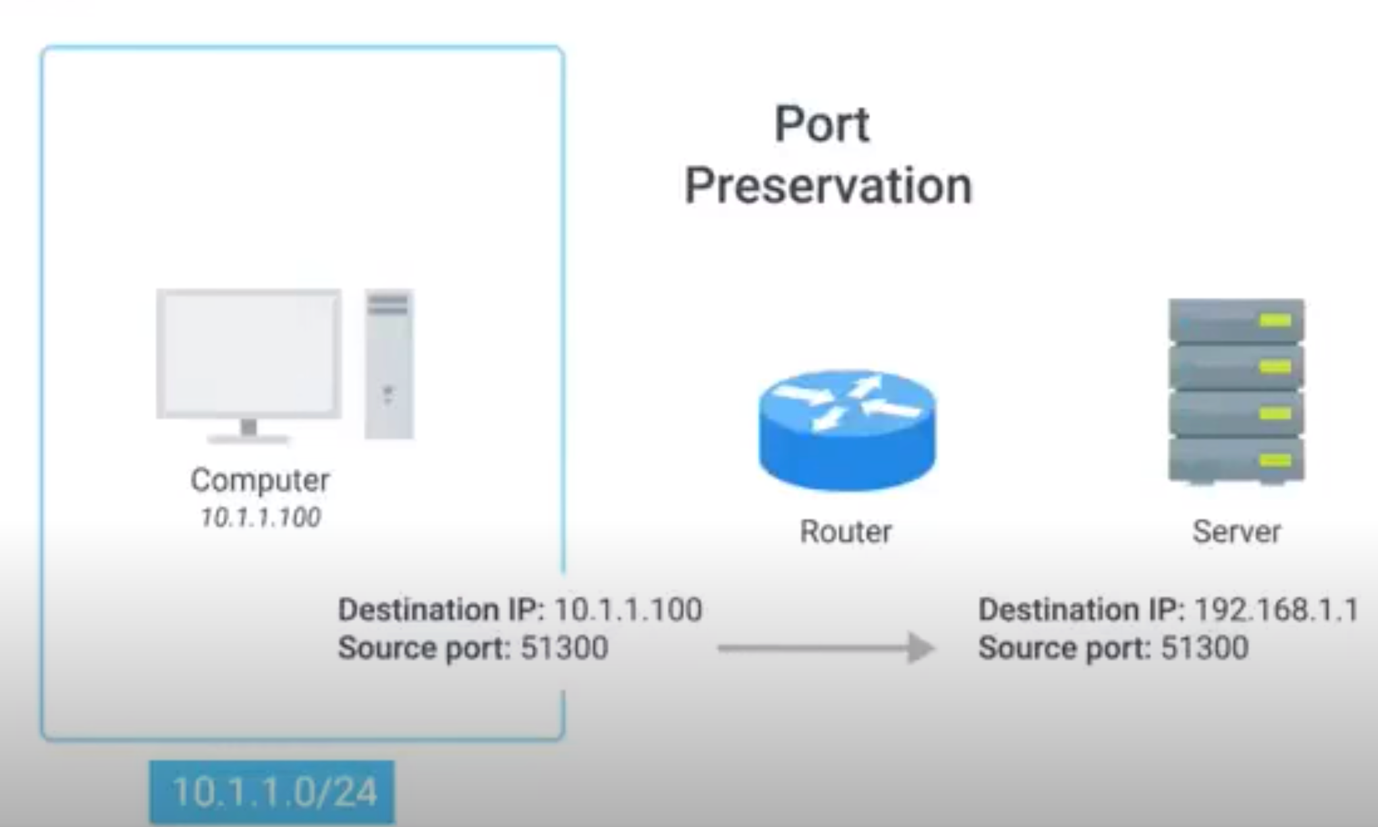 Port
Preservation
Computer
10.1.1.100
Router
Server
Destination IP: 10.1.1.100
Source port: 51300
Destination IP: 192.168.1.1
Source port: 51300
10.1.1.0/24